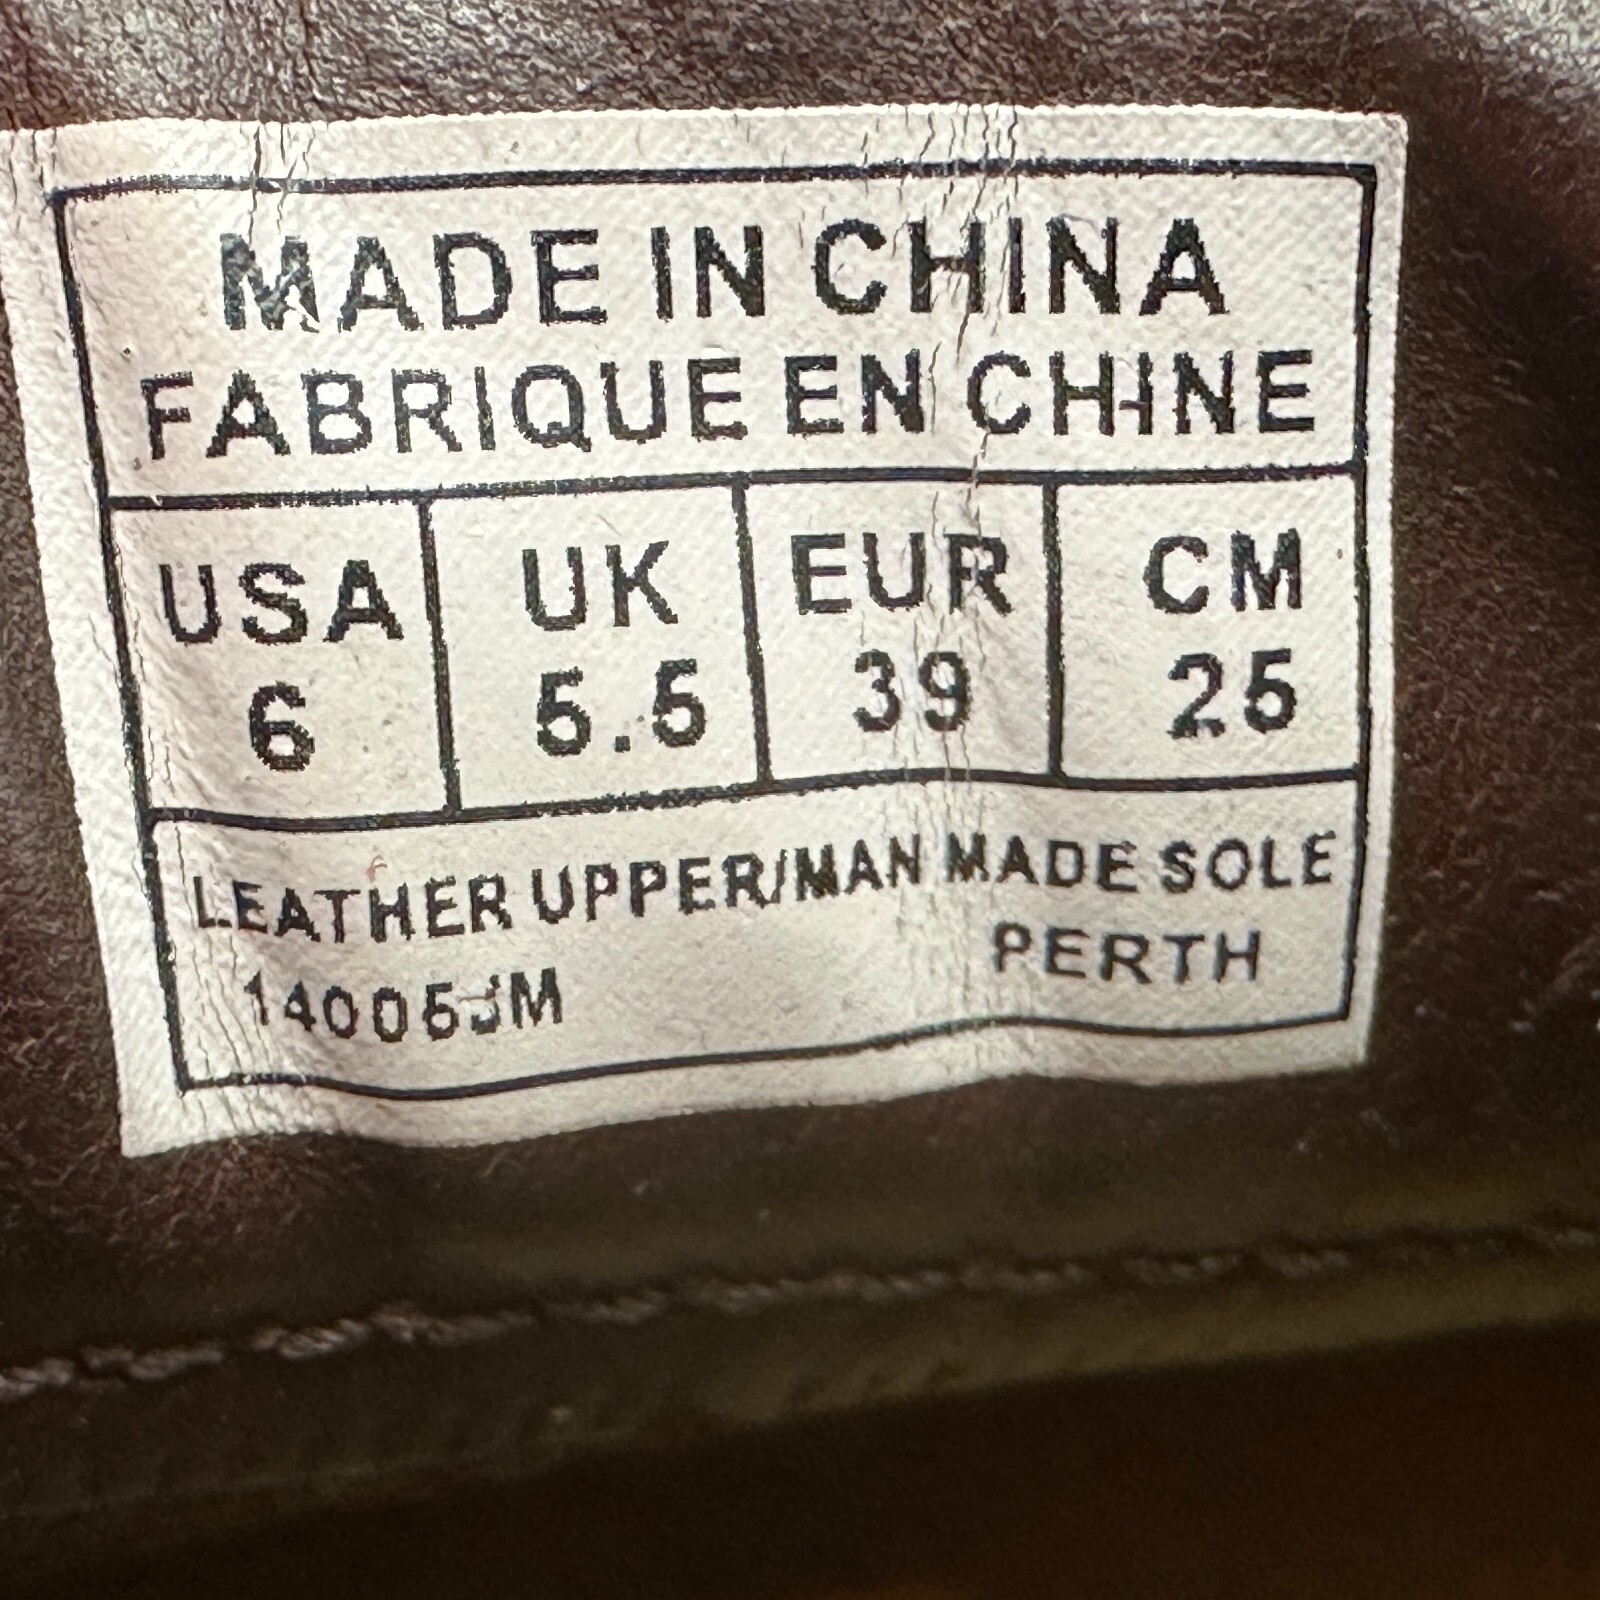 MADE IN CHINA
FABRIQUE EN CHINE
USA UK EUR CM
6 5.5 39 25
LEATHER UPPER/MAN MADE SOLE
PERTH